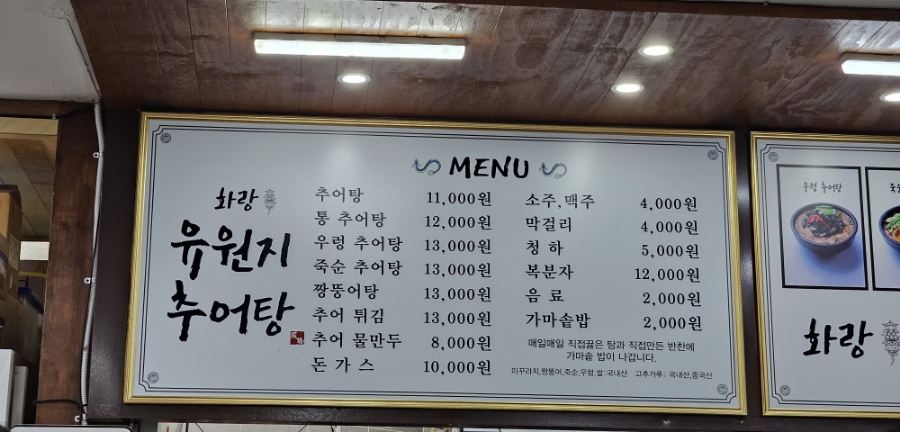 MENU
화랑
유원지
추어탕
추어탕 11,000원
통 추어탕 12,000원
우렁 추어탕 13,000원
죽순 추어탕 13,000원
짱뚱어탕 13,000원
추어 튀김 13,000원
추어 물만두 8,000원
돈 가 스 10,000원
소주,맥주 4,000원
막걸리 4,000원
청 하 5,000원
복분자 12,000원
음 료 2,000원
가마솥밥 2,000원
매일매일 직접끓은 탕과 직접만든 반찬에
가마솥 밥이 나갑니다.
미꾸라지,짱뚱어,죽순,우렁,쌀:국내산 고추가루: 국내산,중국산
우렁 추어탕
화랑